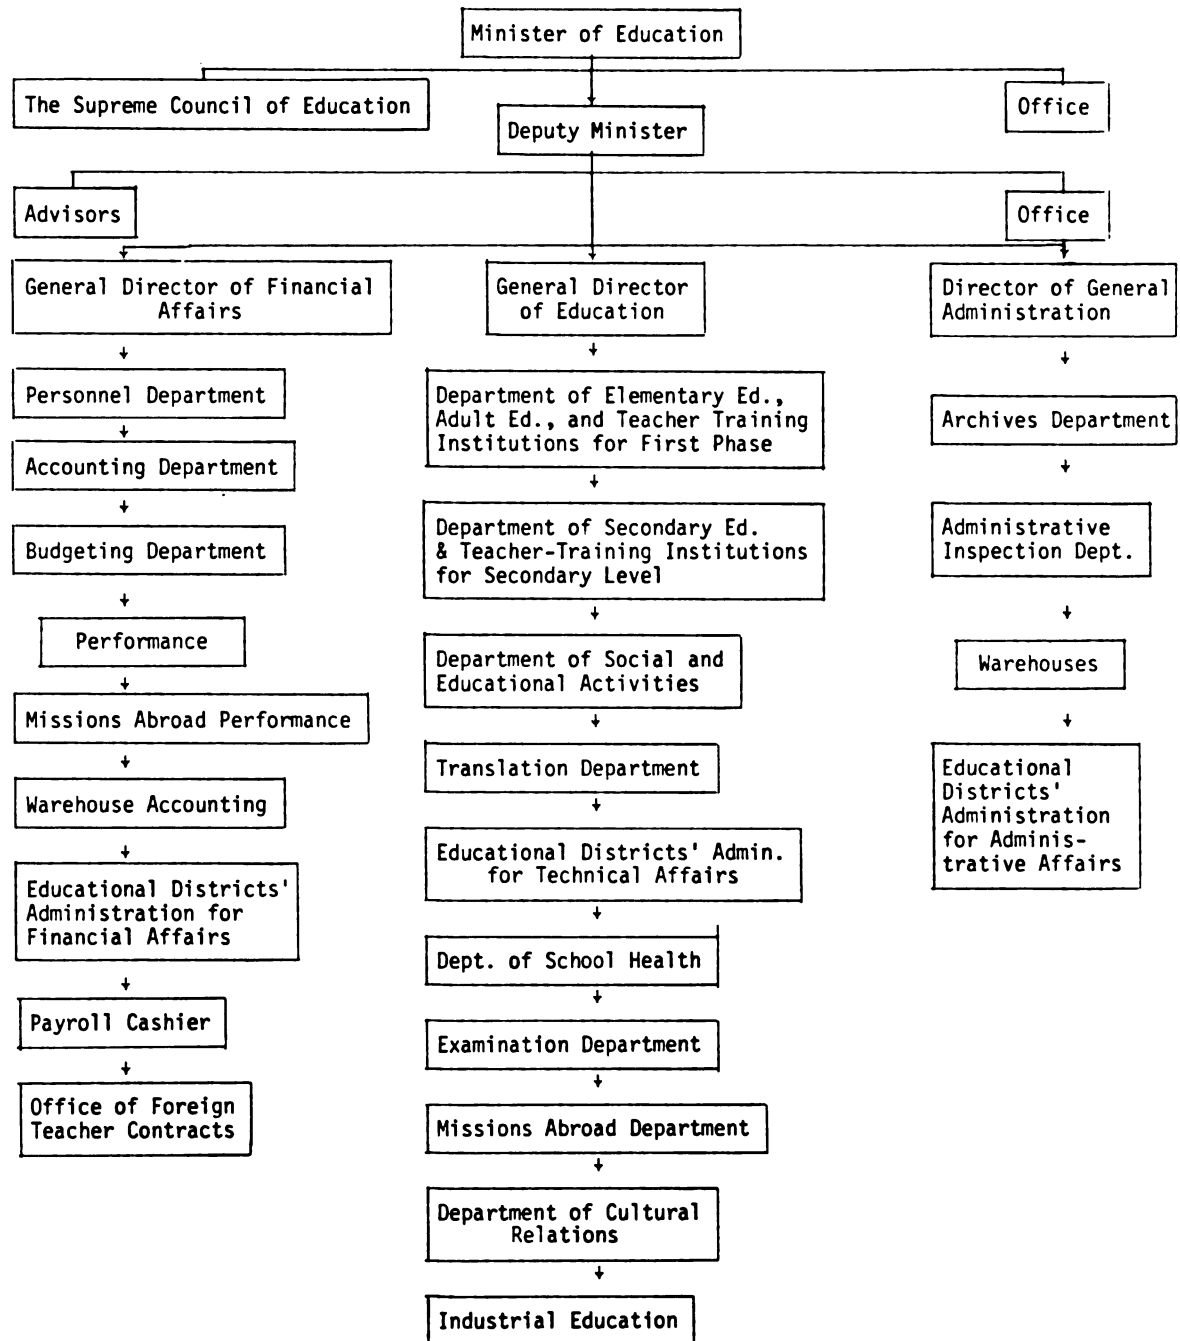 Minister of Education
The Supreme Council of Education
Office
Deputy Minister
Advisors
Office
General Director of Financial
Affairs
Personnel Department
Accounting Department
Budgeting Department
Performance
Missions Abroad Performance
Warehouse Accounting
Educational Districts'
Administration for
Financial Affairs
Payroll Cashier
Office of Foreign
Teacher Contracts
General Director
of Education
Department of Elementary Ed.,
Adult Ed., and Teacher Training
Institutions for First Phase
Department of Secondary Ed.
& Teacher-Training Institutions
for Secondary Level
Department of Social and
Educational Activities
Translation Department
Educational Districts' Admin.
for Technical Affairs
Dept. of School Health
Examination Department
Missions Abroad Department
Department of Cultural
Relations
Industrial Education
Director of General
Administration
Archives Department
Administrative
Inspection Dept.
Warehouses
Educational
Districts'
Administration
for Adminis-
trative Affairs